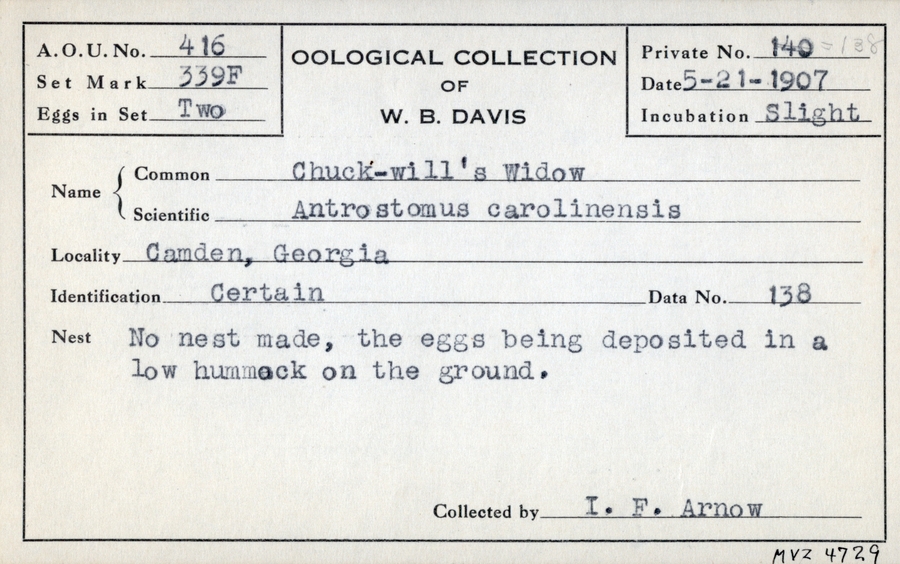 A.O.U. No. 416
Set Mark 339F
Eggs in Set Two
OOLOGICAL COLLECTION
OF
W. B. DAVIS
Private No. 140 = 138
Date 5-21-1907
Incubation Slight
Name
Common Chuck-will's Widow
Scientific Antrostomus carolinensis
Locality Camden, Georgia
Identification Certain Data No. 138
Nest No nest made, the eggs being deposited in a
low hummock on the ground.
Collected by I. F. Arnow
MVZ 4729